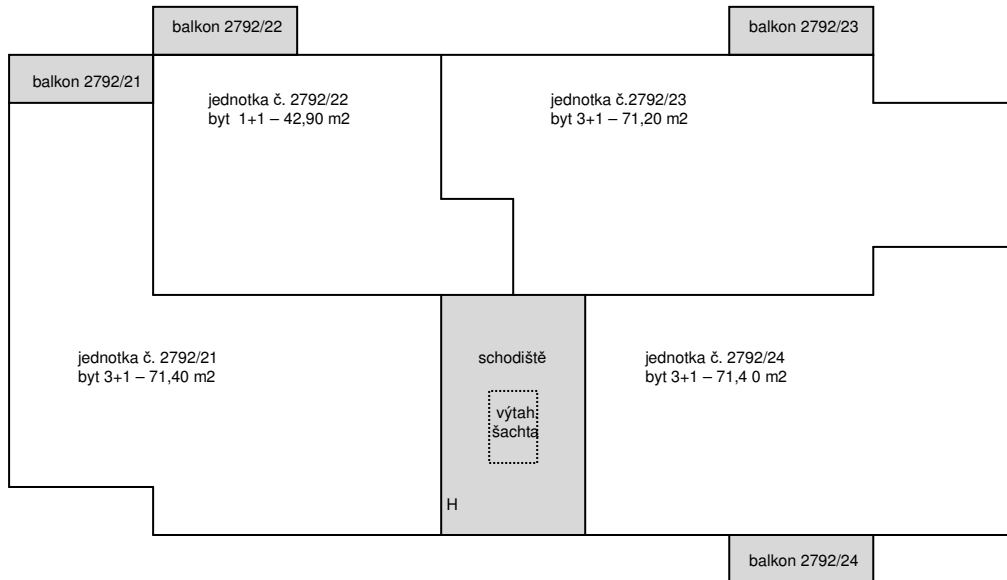 balkon 2792/22
balkon 2792/23
balkon 2792/21
jednotka č. 2792/22
byt 1+1 – 42,90 m2
jednotka č.2792/23
byt 3+1 – 71,20 m2
jednotka č. 2792/21
byt 3+1 – 71,40 m2
schodiště
jednotka č. 2792/24
byt 3+1 – 71,4 0 m2
výtah
šachta
H
balkon 2792/24